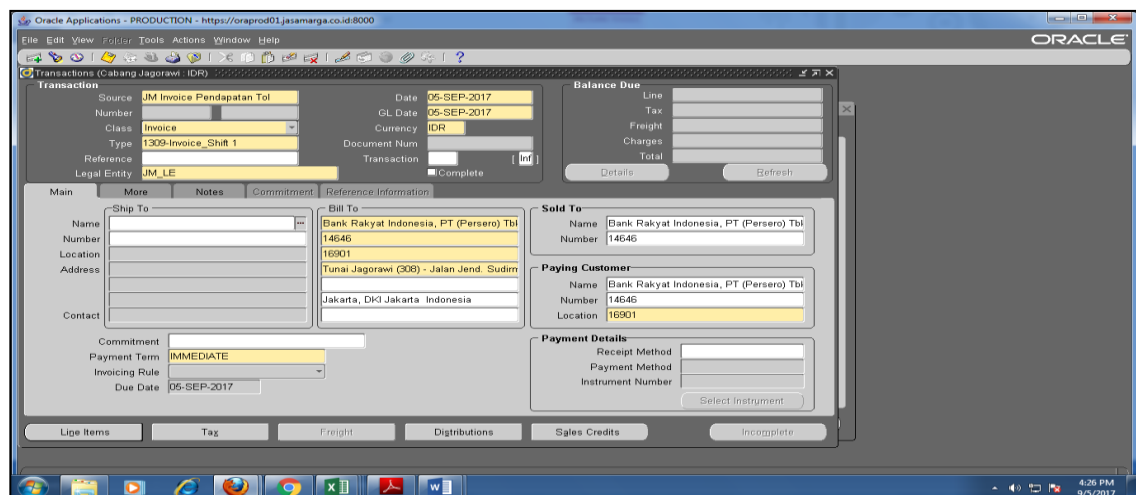 Oracle Applications - PRODUCTION - https://oraprod01.jasamarga.co.id:8000
File Edit View Folder Tools Actions Window Help
ORACLE
Transactions (Cabang Jagorawi : IDR)
Transaction
Source JM Invoice Pendapatan Tol
Number
Class Invoice
Type 1309-Invoice_Shift 1
Reference
Legal Entity JM_LE
Date 05-SEP-2017
GL Date 05-SEP-2017
Currency IDR
Document Num
Transaction [ Inf ]
Complete
Balance Due
Line
Tax
Freight
Charges
Total
Details Refresh
Main More Notes Commitment Reference Information
Ship To
Name
Number
Location
Address
Contact
Bill To
Bank Rakyat Indonesia, PT (Persero) Tbl
14646
16901
Tunai Jagorawi (308) - Jalan Jend. Sudirm
Jakarta, DKI Jakarta Indonesia
Sold To
Name Bank Rakyat Indonesia, PT (Persero) Tbl
Number 14646
Paying Customer
Name Bank Rakyat Indonesia, PT (Persero) Tbl
Number 14646
Location 16901
Commitment
Payment Term IMMEDIATE
Invoicing Rule
Due Date 05-SEP-2017
Payment Details
Receipt Method
Payment Method
Instrument Number
Select Instrument
Line Items Tax Freight Distributions Sales Credits Incomplete
4:26 PM
9/5/2017